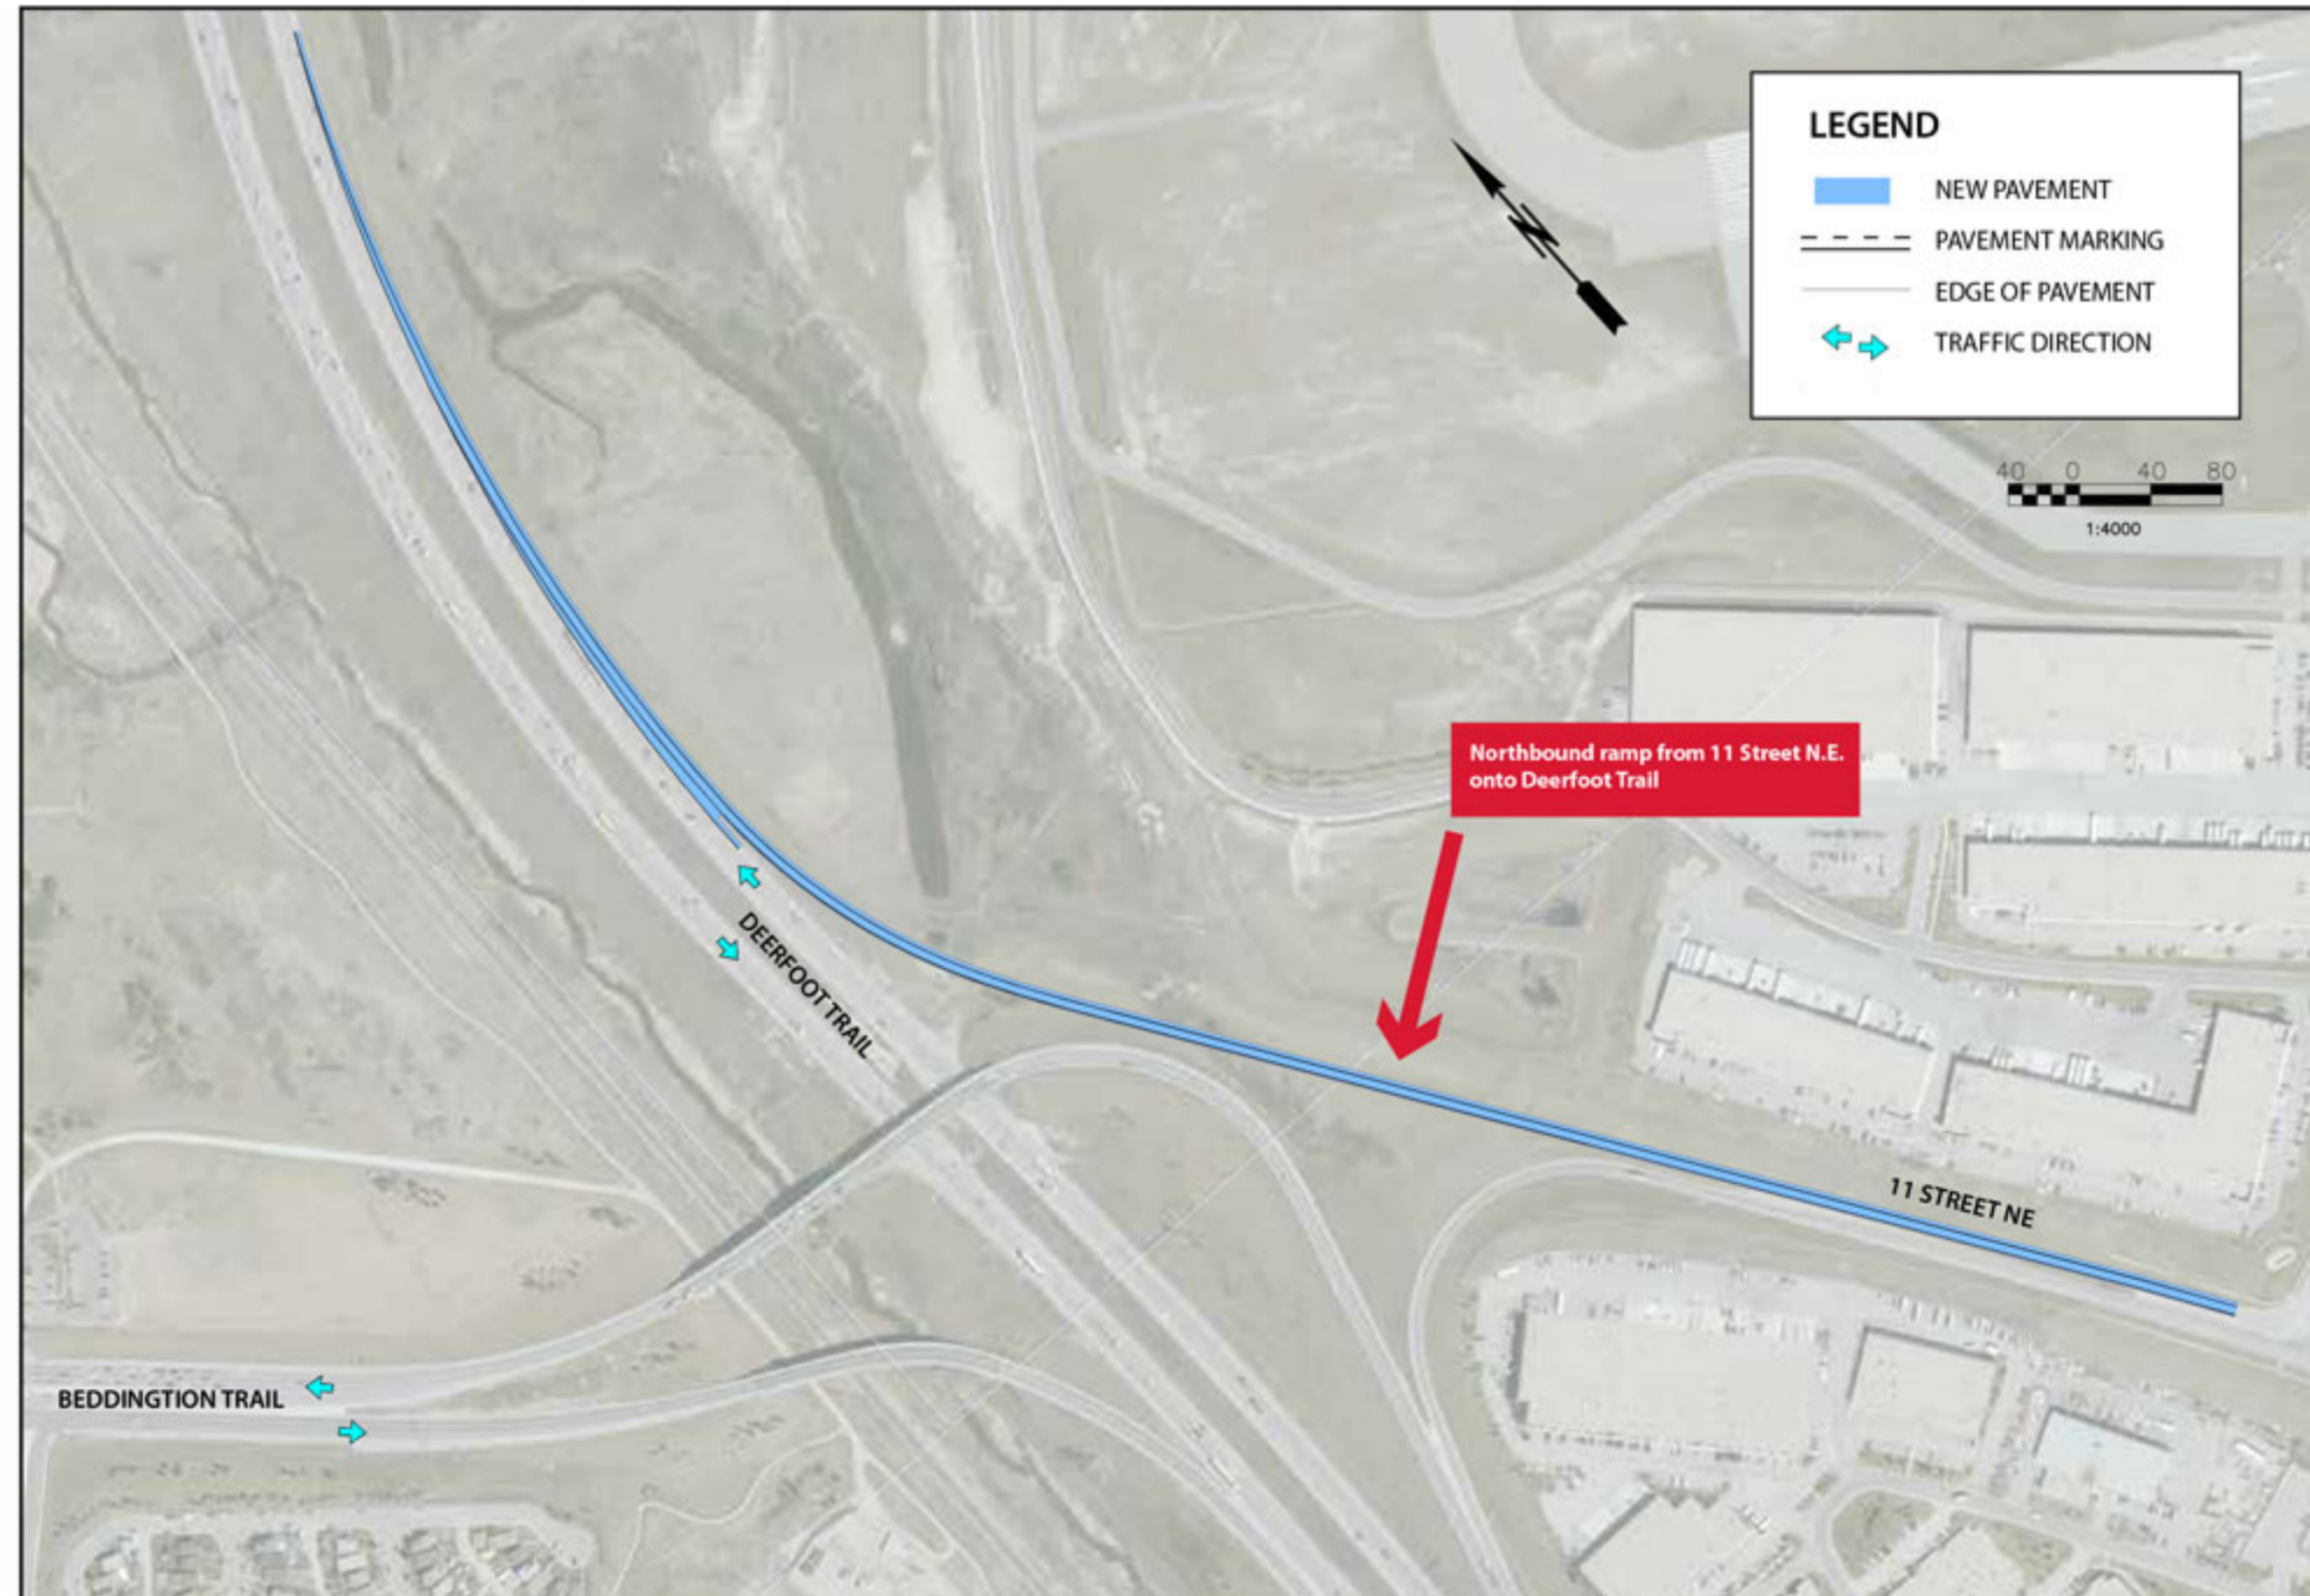 LEGEND
NEW PAVEMENT
PAVEMENT MARKING
EDGE OF PAVEMENT
TRAFFIC DIRECTION
N
40 0 40 80
1:4000
Northbound ramp from 11 Street N.E.
onto Deerfoot Trail
DEERFOOT TRAIL
11 STREET NE
BEDDINGTION TRAIL